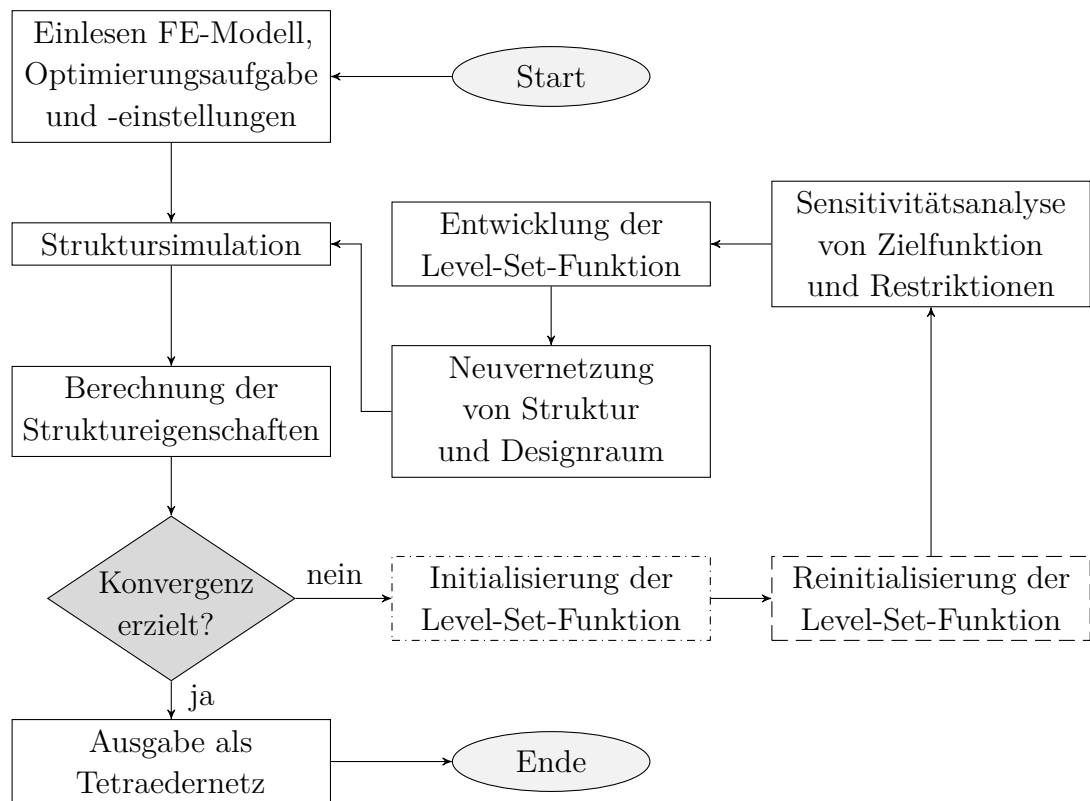 Einlesen FE-Modell,
Optimierungsaufgabe
und -einstellungen
Start
Struktursimulation
Entwicklung der
Level-Set-Funktion
Sensitivitätsanalyse
von Zielfunktion
und Restriktionen
Berechnung der
Struktureigenschaften
Neuvernetzung
von Struktur
und Designraum
Konvergenz
erzielt?
nein
Initialisierung der
Level-Set-Funktion
Reinitialisierung der
Level-Set-Funktion
ja
Ausgabe als
Tetraedernetz
Ende